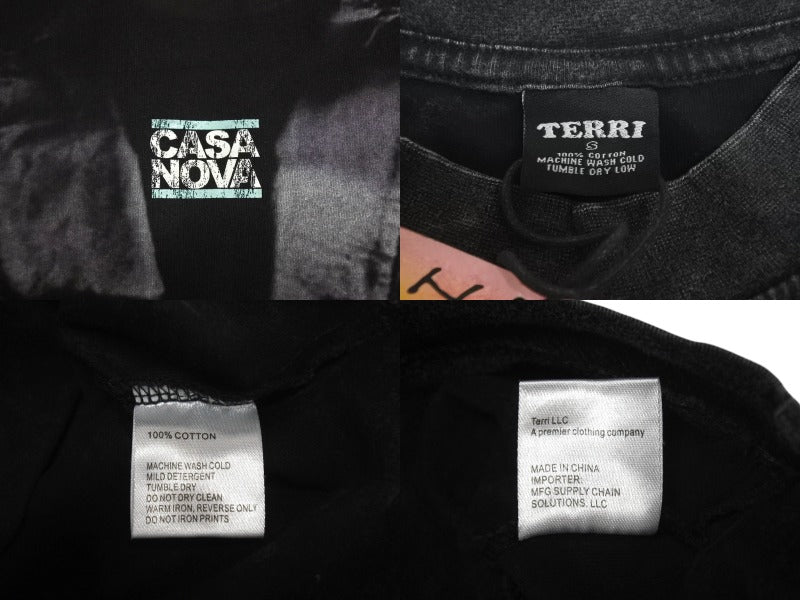 CASA
NOVA
TERRI
S
100% COTTON
MACHINE WASH COLD
TUMBLE DRY LOW
100% COTTON
MACHINE WASH COLD
MILD DETERGENT
TUMBLE DRY
DO NOT DRY CLEAN
WARM IRON, REVERSE ONLY
DO NOT IRON PRINTS
Terri LLC
A premier clothing company
MADE IN CHINA
IMPORTER:
MFG SUPPLY CHAIN
SOLUTIONS, LLC